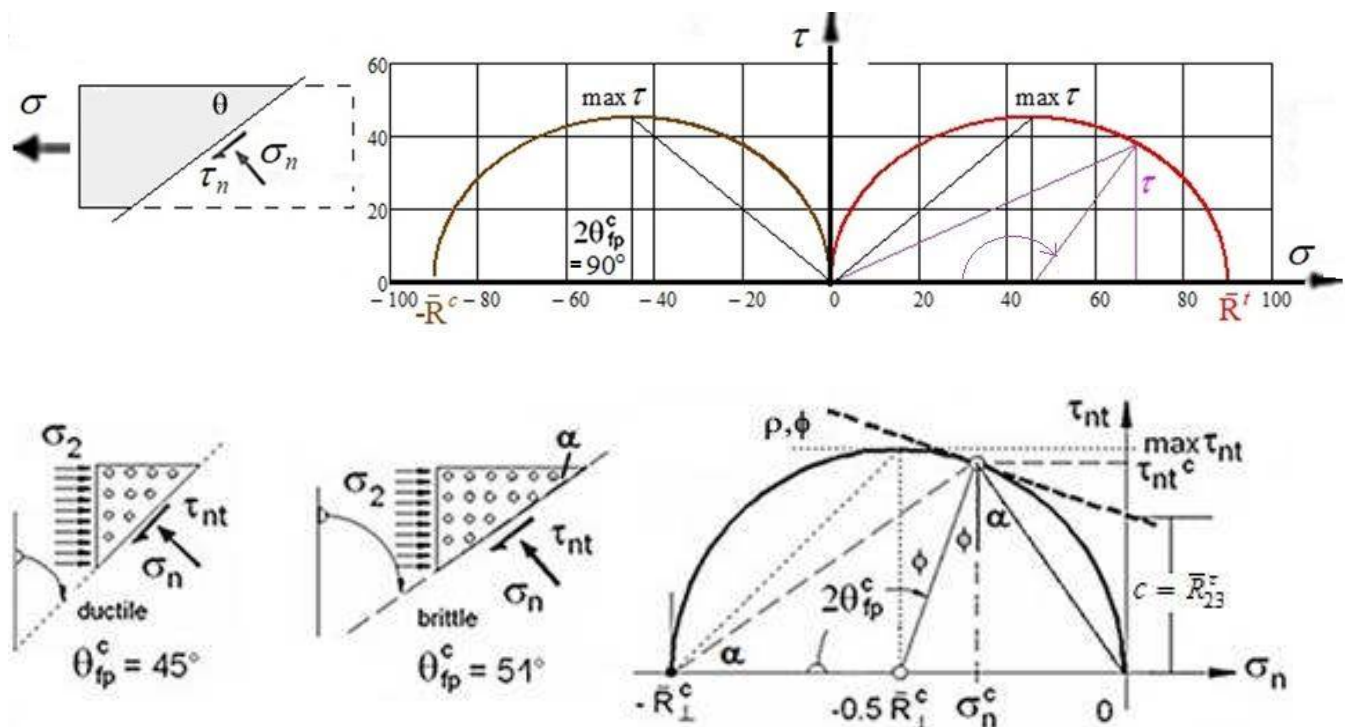 τ
60
40
20
0
max τ
max τ
θ
σ
τₙ
σₙ
2θᶜfp
= 90°
τ
σ
−100
−80
−60
−40
−20
0
20
40
60
80
100
-R̄ᶜ
R̄ᵗ
σ₂
τnt
σn
ductile
θᶜfp = 45°
α
σ₂
τnt
σn
brittle
θᶜfp = 51°
ρ,ϕ
τnt
max τnt
τntᶜ
α
ϕ
ϕ
2θᶜfp
α
σn
- R̄⊥ᶜ
-0.5 R̄⊥ᶜ
σnᶜ
0